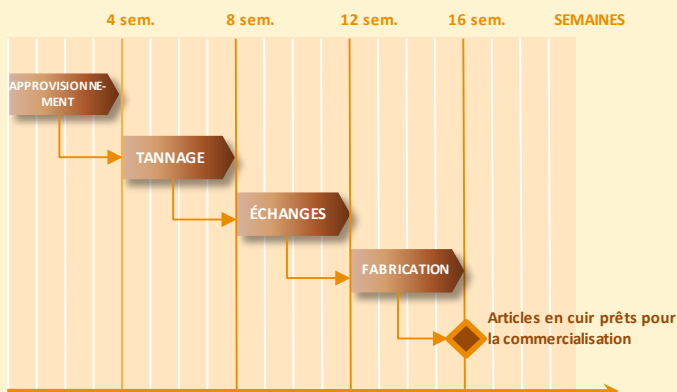 4 sem. 8 sem. 12 sem. 16 sem. SEMAINES
APPROVISIONNE-
MENT
TANNAGE
ÉCHANGES
FABRICATION
Articles en cuir prêts pour
la commercialisation